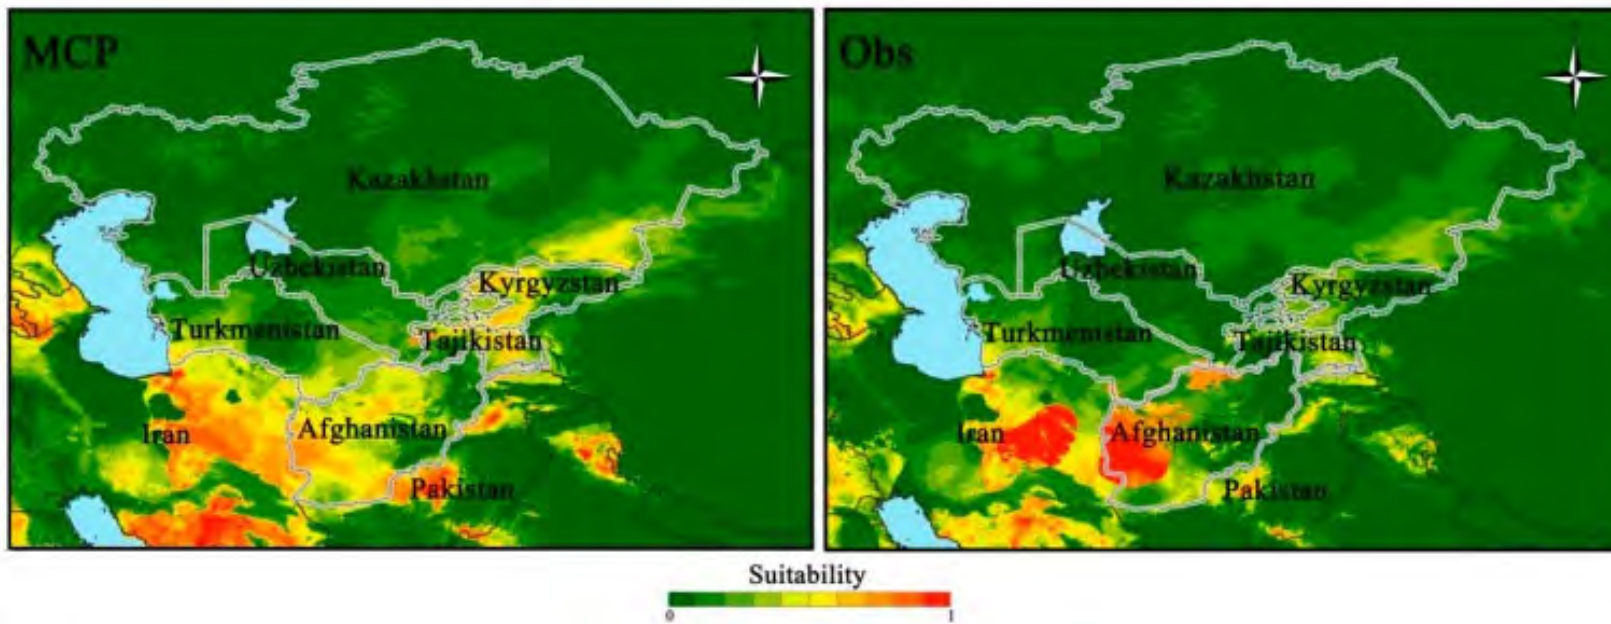 MCP
Kazakhstan
Uzbekistan
Kyrgyzstan
Turkmenistan
Tajikistan
Iran
Afghanistan
Pakistan
Obs
Kazakhstan
Uzbekistan
Kyrgyzstan
Turkmenistan
Tajikistan
Iran
Afghanistan
Pakistan
Suitability
0 1